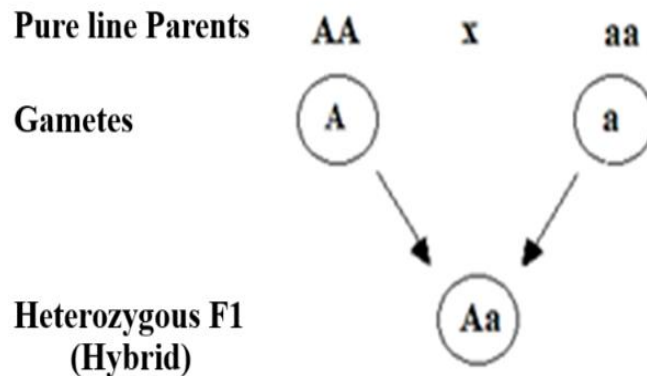 Pure line Parents AA x aa
Gametes A a
Heterozygous F1 Aa
(Hybrid)